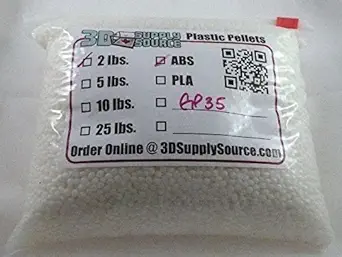 3D SUPPLY SOURCE Plastic Pellets
2 lbs. ABS
5 lbs. PLA
10 lbs. GP35
25 lbs.
Order Online @ 3DSupplySource.com